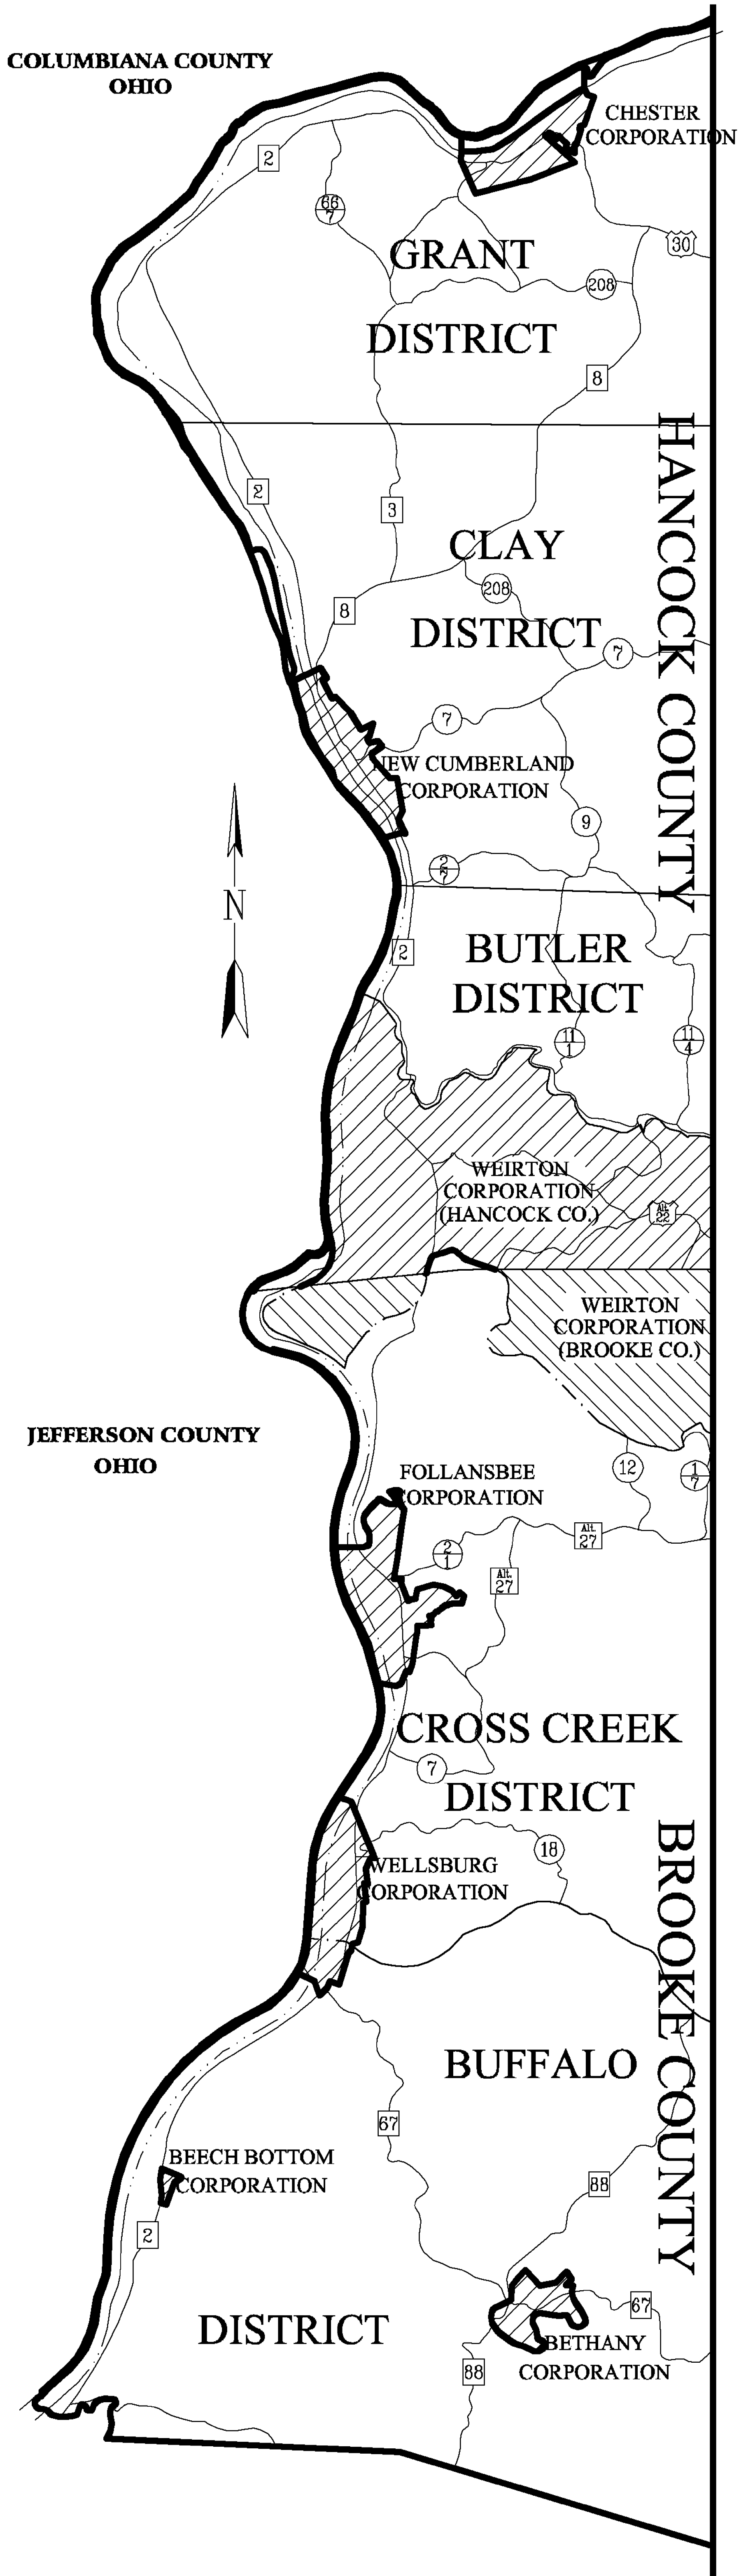 COLUMBIANA COUNTY
OHIO
CHESTER
CORPORATION
2
66
7
GRANT
30
208
DISTRICT
8
HANCOCK COUNTY
2
3
CLAY
208
8
DISTRICT
7
7
NEW CUMBERLAND
CORPORATION
9
2
7
N
BUTLER
2
DISTRICT
11
1
11
4
WEIRTON
CORPORATION
(HANCOCK CO.)
Alt.
22
WEIRTON
CORPORATION
(BROOKE CO.)
JEFFERSON COUNTY
OHIO
FOLLANSBEE
CORPORATION
12
1
7
Alt.
27
2
1
Alt.
27
CROSS CREEK
7
DISTRICT
BROOKE COUNTY
18
WELLSBURG
CORPORATION
BUFFALO
67
BEECH BOTTOM
CORPORATION
88
2
67
DISTRICT
BETHANY
CORPORATION
88